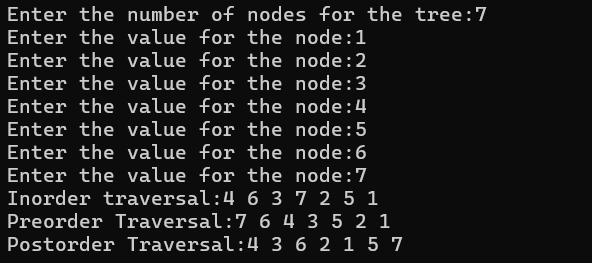 Enter the number of nodes for the tree:7
Enter the value for the node:1
Enter the value for the node:2
Enter the value for the node:3
Enter the value for the node:4
Enter the value for the node:5
Enter the value for the node:6
Enter the value for the node:7
Inorder traversal:4 6 3 7 2 5 1
Preorder Traversal:7 6 4 3 5 2 1
Postorder Traversal:4 3 6 2 1 5 7